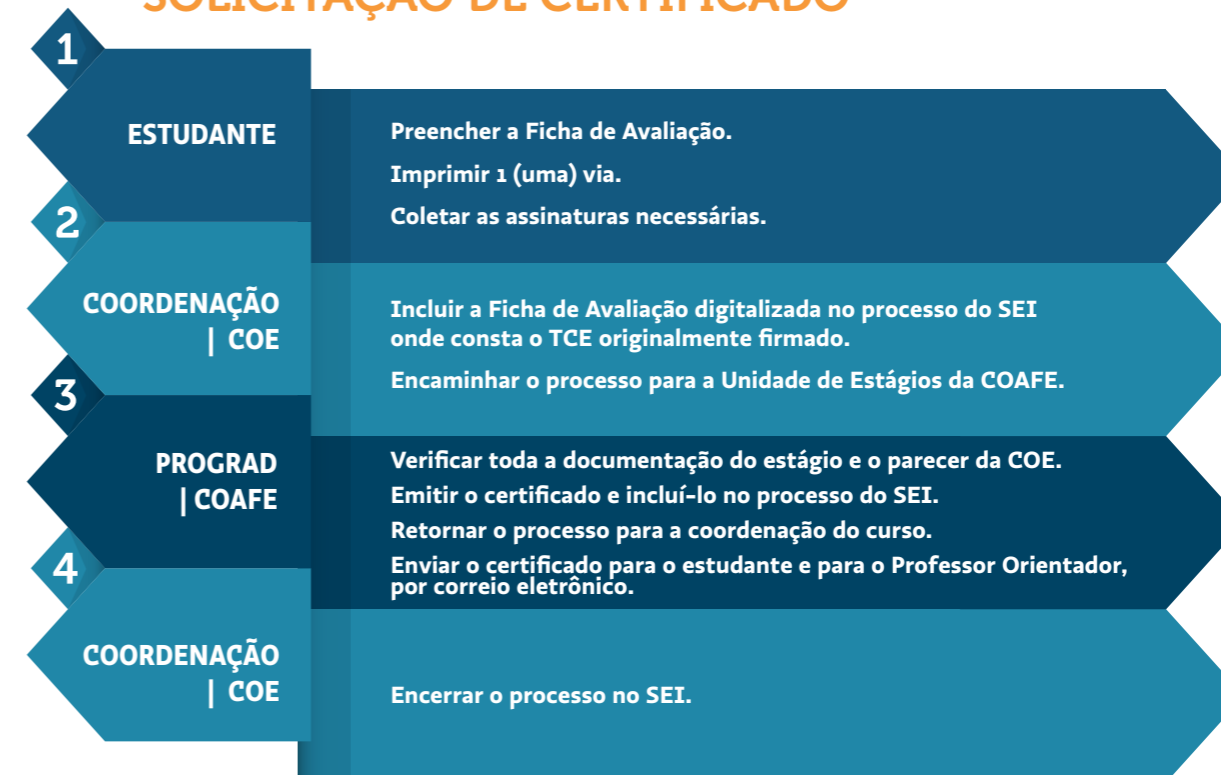 SOLICITAÇÃO DE CERTIFICADO
1
ESTUDANTE
Preencher a Ficha de Avaliação.
Imprimir 1 (uma) via.
Coletar as assinaturas necessárias.
2
COORDENAÇÃO
| COE
Incluir a Ficha de Avaliação digitalizada no processo do SEI
onde consta o TCE originalmente firmado.
Encaminhar o processo para a Unidade de Estágios da COAFE.
3
PROGRAD
| COAFE
Verificar toda a documentação do estágio e o parecer da COE.
Emitir o certificado e incluí-lo no processo do SEI.
Retornar o processo para a coordenação do curso.
Enviar o certificado para o estudante e para o Professor Orientador,
por correio eletrônico.
4
COORDENAÇÃO
| COE
Encerrar o processo no SEI.